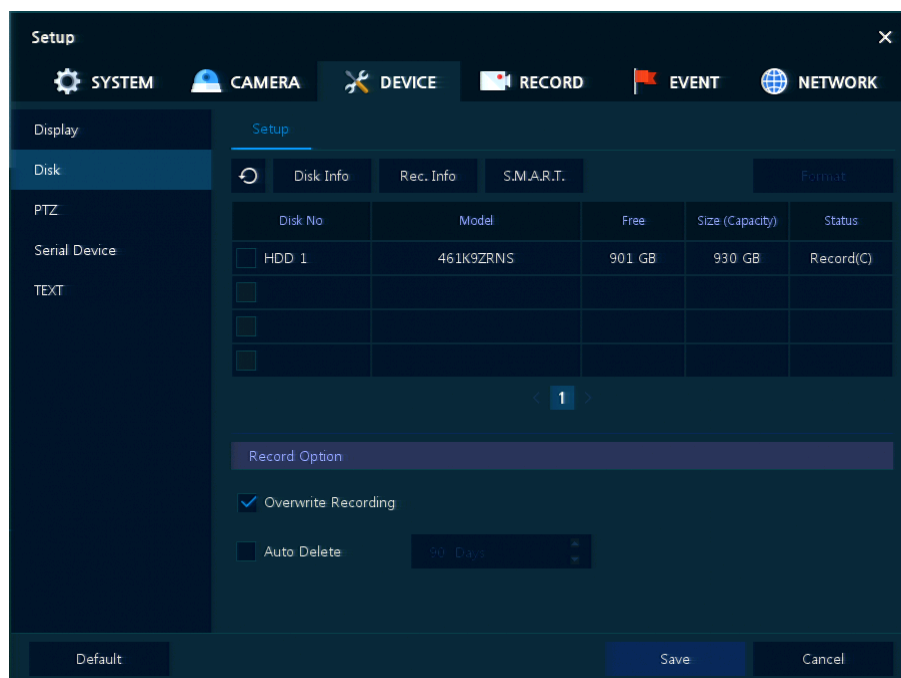 Setup
SYSTEM CAMERA DEVICE RECORD EVENT NETWORK
Display
Setup
Disk
Disk Info Rec. Info S.M.A.R.T. Format
PTZ
Disk No Model Free Size (Capacity) Status
Serial Device
HDD 1 461K9ZRNS 901 GB 930 GB Record(C)
TEXT
< 1 >
Record Option
Overwrite Recording
Auto Delete 90 Days
Default Save Cancel